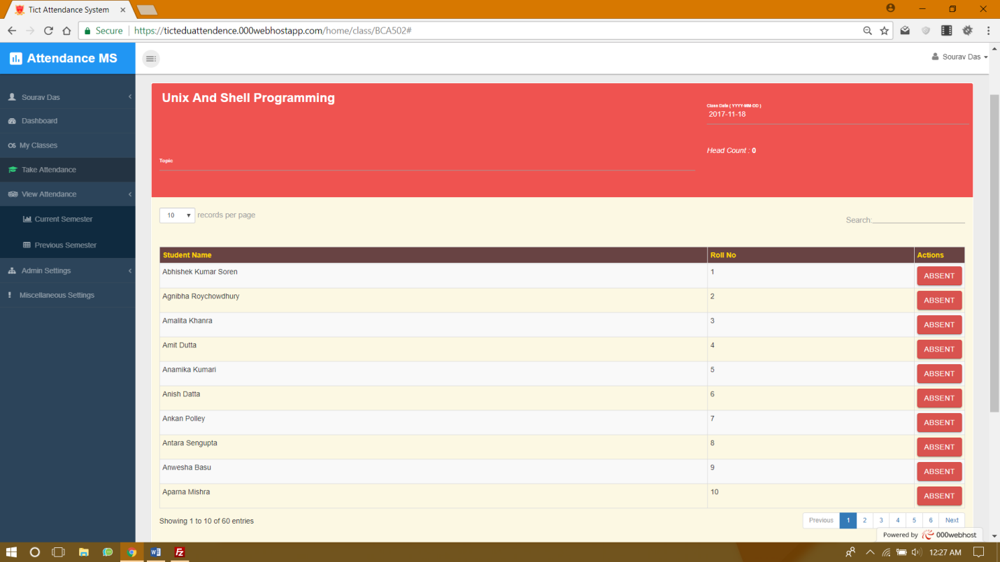 Tict Attendance System
Secure https://ticteduattendence.000webhostapp.com/home/class/BCA502#
Attendance MS
Sourav Das
Sourav Das
Dashboard
My Classes
Take Attendance
View Attendance
Current Semester
Previous Semester
Admin Settings
Miscellaneous Settings
Unix And Shell Programming
Class Date ( YYYY-MM-DD )
2017-11-18
Head Count : 0
Topic
10 records per page
Search:
Student Name Roll No Actions
Abhishek Kumar Soren 1 ABSENT
Agnibha Roychowdhury 2 ABSENT
Amalita Khanra 3 ABSENT
Amit Dutta 4 ABSENT
Anamika Kumari 5 ABSENT
Anish Datta 6 ABSENT
Ankan Polley 7 ABSENT
Antara Sengupta 8 ABSENT
Anwesha Basu 9 ABSENT
Aparna Mishra 10 ABSENT
Showing 1 to 10 of 60 entries
Previous 1 2 3 4 5 6 Next
Powered by 000webhost
12:27 AM